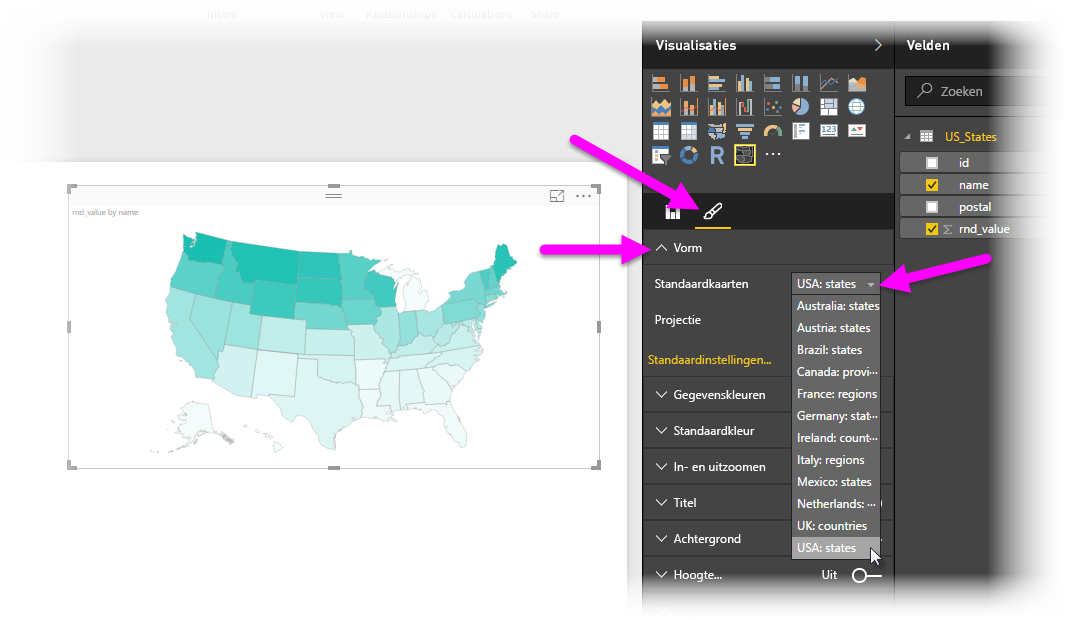 Insert View Relationships Calculations Share
Visualisaties
Velden
Zoeken
R
123
US_States
id
name
postal
Σ rnd_value
rnd_value by name
Vorm
Standaardkaarten
USA: states
Australia: states
Austria: states
Brazil: states
Canada: provi...
France: regions
Germany: stat...
Ireland: count...
Italy: regions
Mexico: states
Netherlands: ...
UK: countries
USA: states
Projectie
Standaardinstellingen...
Gegevenskleuren
Standaardkleur
In- en uitzoomen
Titel
Achtergrond
Hoogte...
Uit